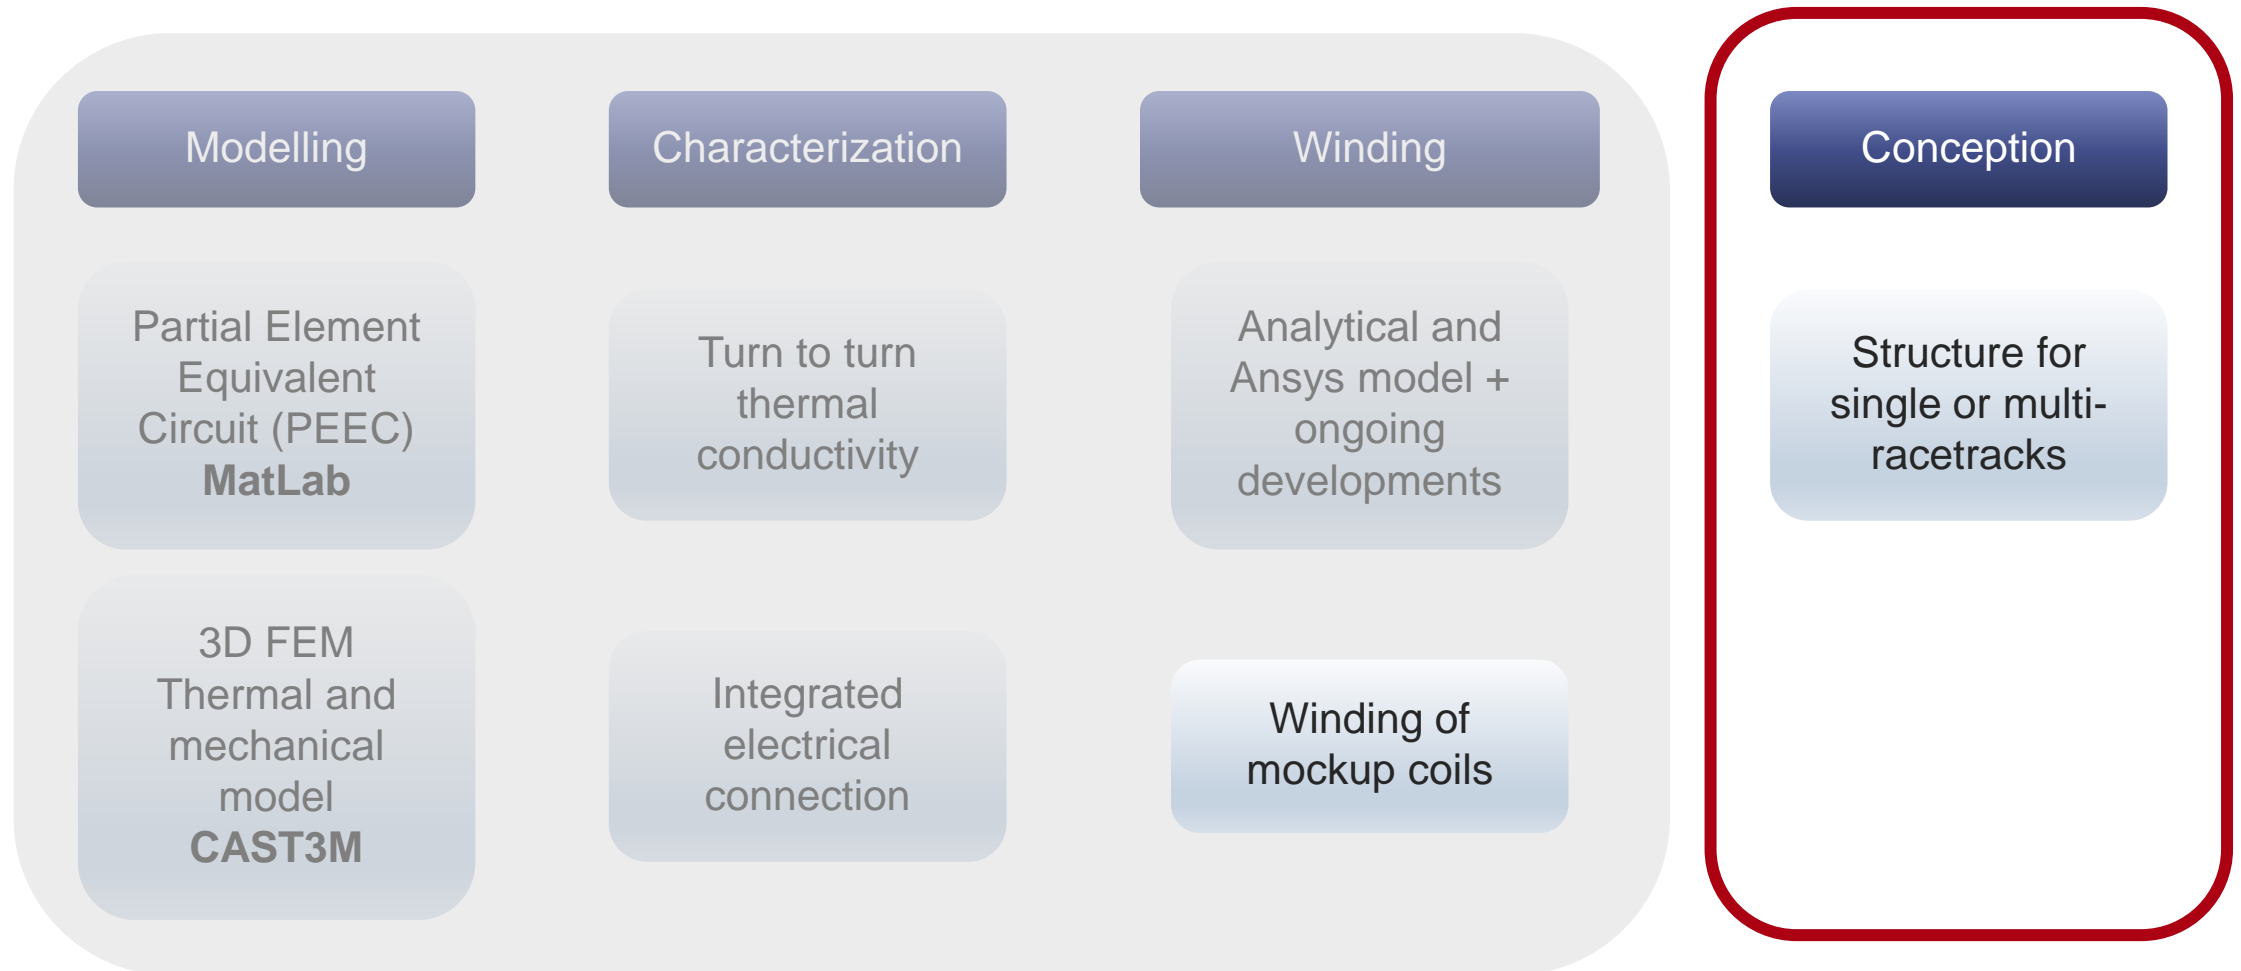 Modelling
Partial Element
Equivalent
Circuit (PEEC)
MatLab
3D FEM
Thermal and
mechanical
model
CAST3M
Characterization
Turn to turn
thermal
conductivity
Integrated
electrical
connection
Winding
Analytical and
Ansys model +
ongoing
developments
Winding of
mockup coils
Conception
Structure for
single or multi-
racetracks